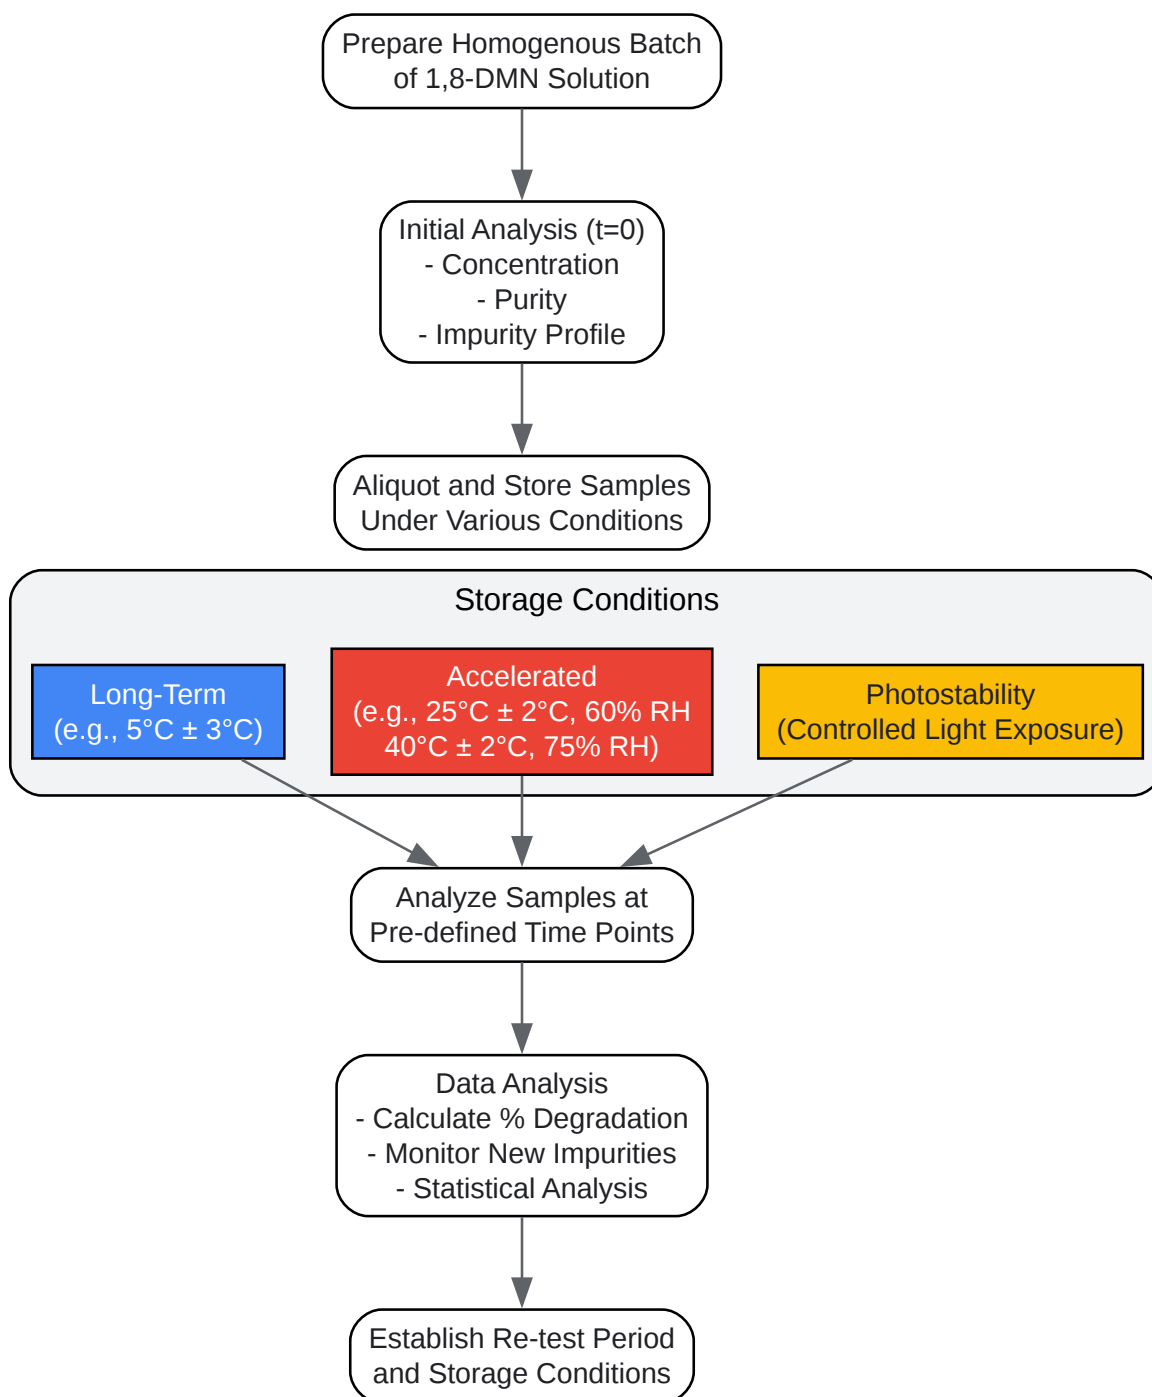 Prepare Homogenous Batch
of 1,8-DMN Solution
Initial Analysis (t=0)
- Concentration
- Purity
- Impurity Profile
Aliquot and Store Samples
Under Various Conditions
Storage Conditions
Long-Term
(e.g., 5°C ± 3°C)
Accelerated
(e.g., 25°C ± 2°C, 60% RH
40°C ± 2°C, 75% RH)
Photostability
(Controlled Light Exposure)
Analyze Samples at
Pre-defined Time Points
Data Analysis
- Calculate % Degradation
- Monitor New Impurities
- Statistical Analysis
Establish Re-test Period
and Storage Conditions